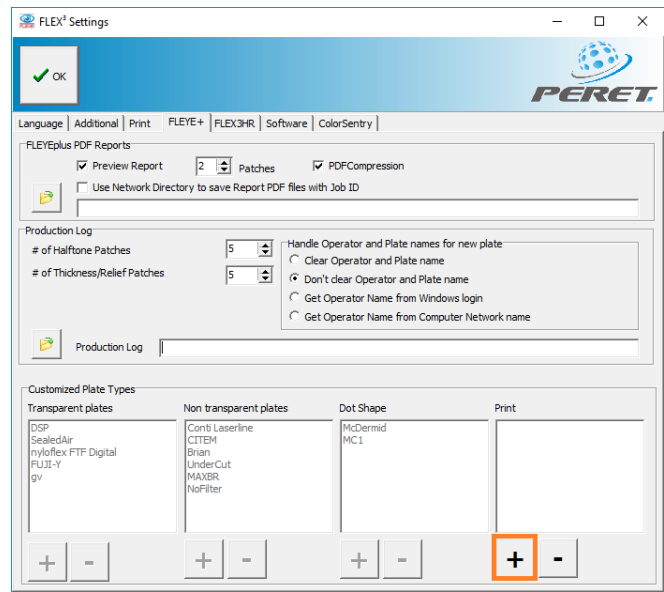 FLEX³ Settings
OK
PERET.
Language Additional Print FLEYE+ FLEX3HR Software ColorSentry
FLEYEplus PDF Reports
Preview Report 2 Patches PDFCompression
Use Network Directory to save Report PDF files with Job ID
Production Log
# of Halftone Patches 5
# of Thickness/Relief Patches 5
Handle Operator and Plate names for new plate
Clear Operator and Plate name
Don't clear Operator and Plate name
Get Operator Name from Windows login
Get Operator Name from Computer Network name
Production Log
Customized Plate Types
Transparent plates
DSP
SealedAir
nyloflex FTF Digital
FUJI-Y
gv
+ -
Non transparent plates
Conti Laserline
CITEM
Brian
UnderCut
MAXBR
NoFilter
+ -
Dot Shape
McDermid
MC1
+ -
Print
+ -